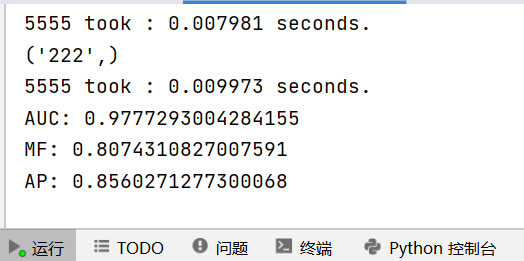 5555 took : 0.007981 seconds.
('222',)
5555 took : 0.009973 seconds.
AUC: 0.9777293004284155
MF: 0.8074310827007591
AP: 0.8560271277300068
运行 TODO 问题 终端 Python 控制台